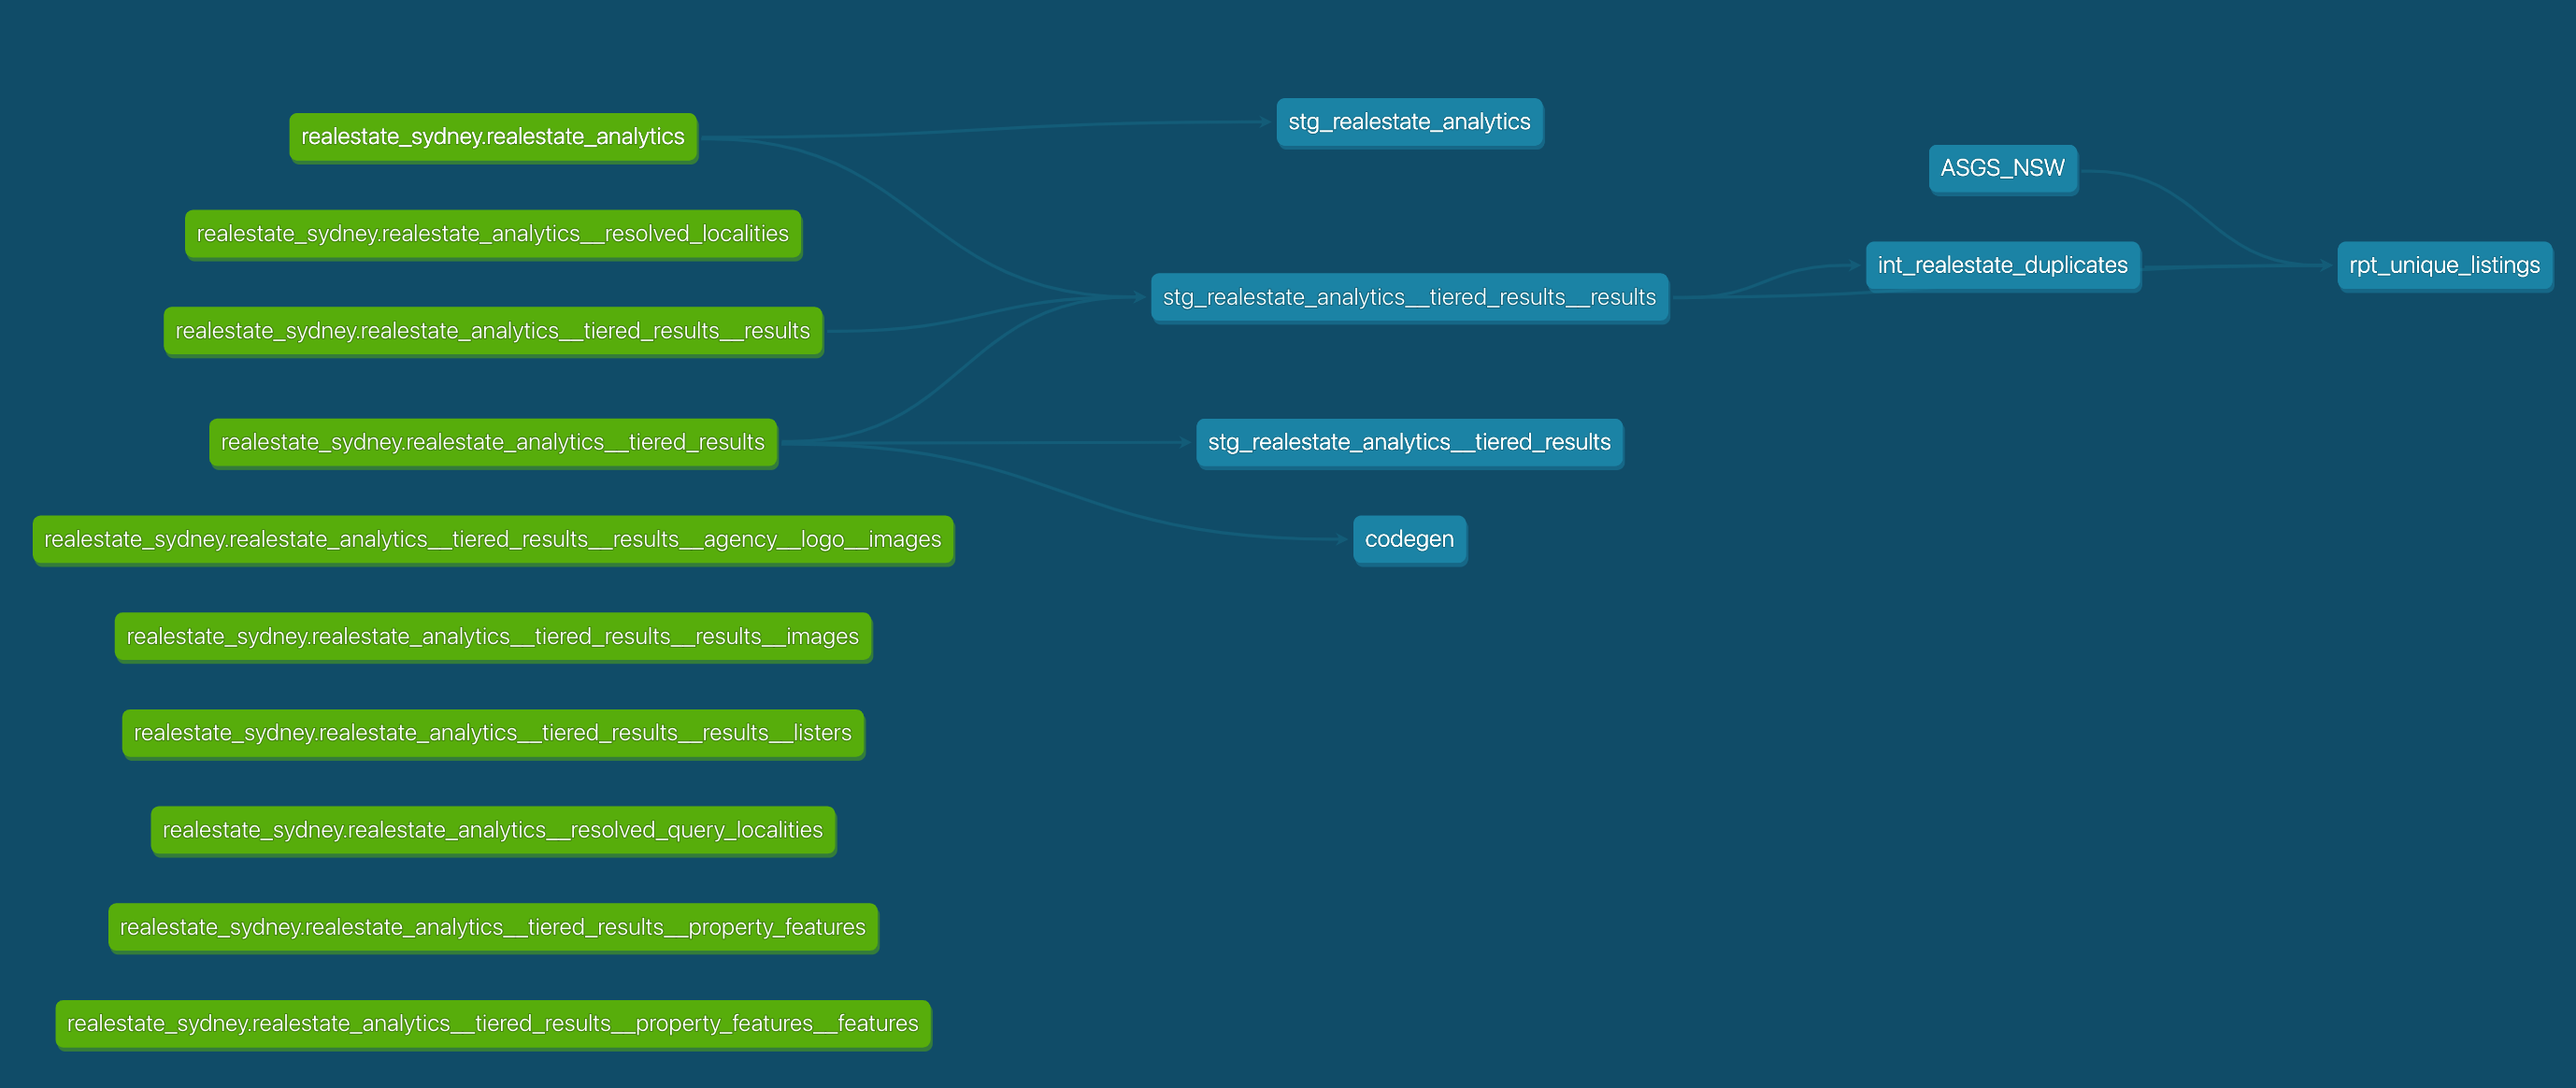 realestate_sydney.realestate_analytics
realestate_sydney.realestate_analytics__resolved_localities
realestate_sydney.realestate_analytics__tiered_results__results
realestate_sydney.realestate_analytics__tiered_results
realestate_sydney.realestate_analytics__tiered_results__results__agency__logo__images
realestate_sydney.realestate_analytics__tiered_results__results__images
realestate_sydney.realestate_analytics__tiered_results__results__listers
realestate_sydney.realestate_analytics__resolved_query_localities
realestate_sydney.realestate_analytics__tiered_results__property_features
realestate_sydney.realestate_analytics__tiered_results__property_features__features
stg_realestate_analytics
stg_realestate_analytics__tiered_results__results
stg_realestate_analytics__tiered_results
codegen
ASGS_NSW
int_realestate_duplicates
rpt_unique_listings